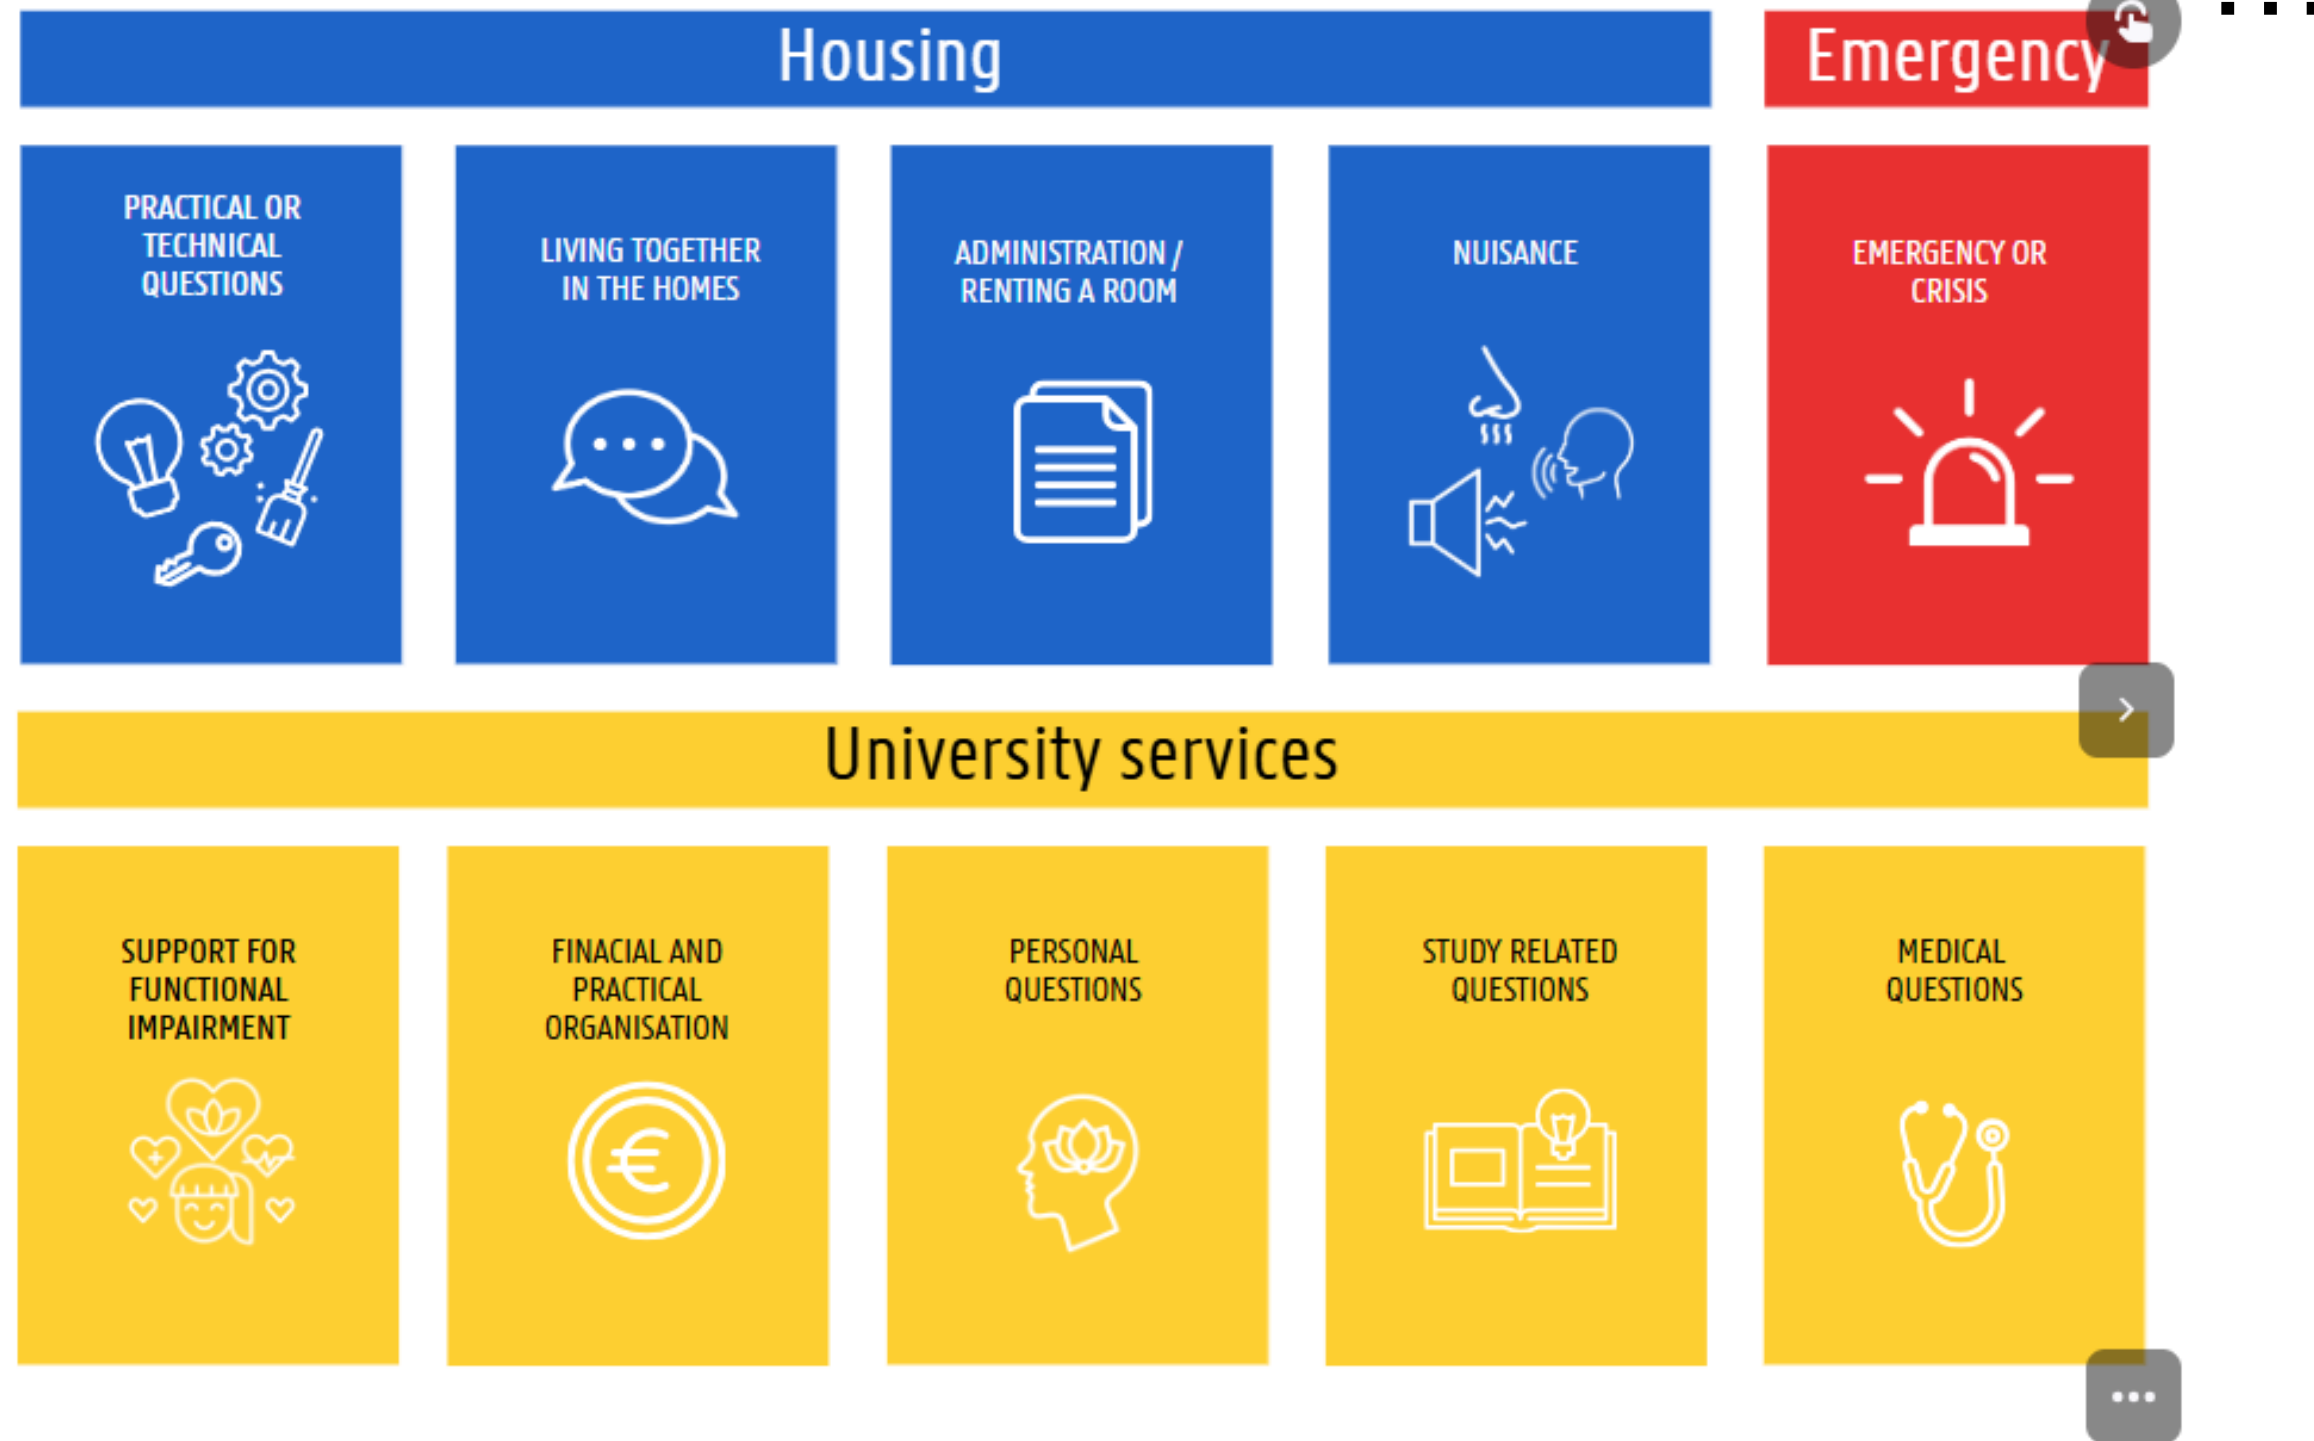 Housing
Emergency
PRACTICAL OR
TECHNICAL
QUESTIONS
LIVING TOGETHER
IN THE HOMES
ADMINISTRATION /
RENTING A ROOM
NUISANCE
EMERGENCY OR
CRISIS
University services
SUPPORT FOR
FUNCTIONAL
IMPAIRMENT
FINACIAL AND
PRACTICAL
ORGANISATION
PERSONAL
QUESTIONS
STUDY RELATED
QUESTIONS
MEDICAL
QUESTIONS